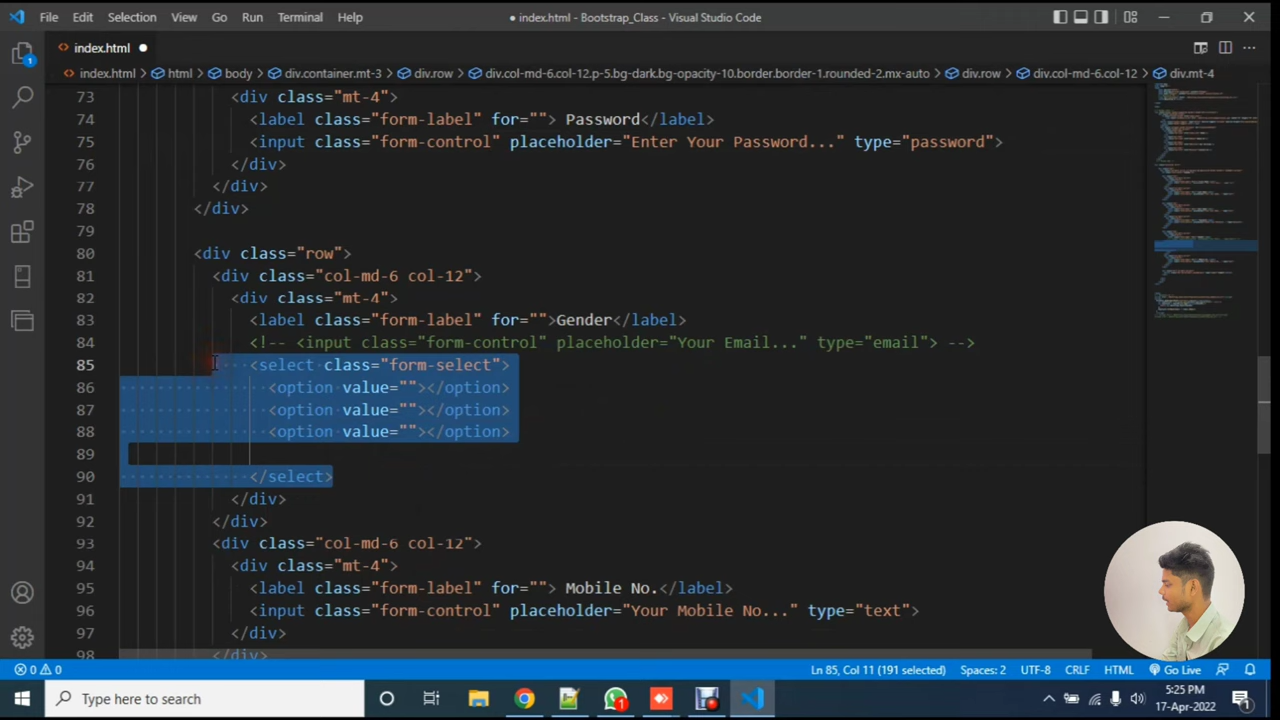 File Edit Selection View Go Run Terminal Help
● index.html - Bootstrap_Class - Visual Studio Code
index.html ●
index.html > html > body > div.container.mt-3 > div.row > div.col-md-6.col-12.p-5.bg-dark.bg-opacity-10.border.border-1.rounded-2.mx-auto > div.row > div.col-md-6.col-12 > div.mt-4
73 <div class="mt-4">
74 <label class="form-label" for=""> Password</label>
75 <input class="form-control" placeholder="Enter Your Password..." type="password">
76 </div>
77 </div>
78 </div>
79
80 <div class="row">
81 <div class="col-md-6 col-12">
82 <div class="mt-4">
83 <label class="form-label" for="">Gender</label>
84 <!-- <input class="form-control" placeholder="Your Email..." type="email"> -->
85 <select class="form-select">
86 <option value=""></option>
87 <option value=""></option>
88 <option value=""></option>
89
90 </select>
91 </div>
92 </div>
93 <div class="col-md-6 col-12">
94 <div class="mt-4">
95 <label class="form-label" for=""> Mobile No.</label>
96 <input class="form-control" placeholder="Your Mobile No..." type="text">
97 </div>
98 </div>
1
0 0 Ln 85, Col 11 (191 selected) Spaces: 2 UTF-8 CRLF HTML Go Live
Type here to search
1
5:25 PM
17-Apr-2022
1